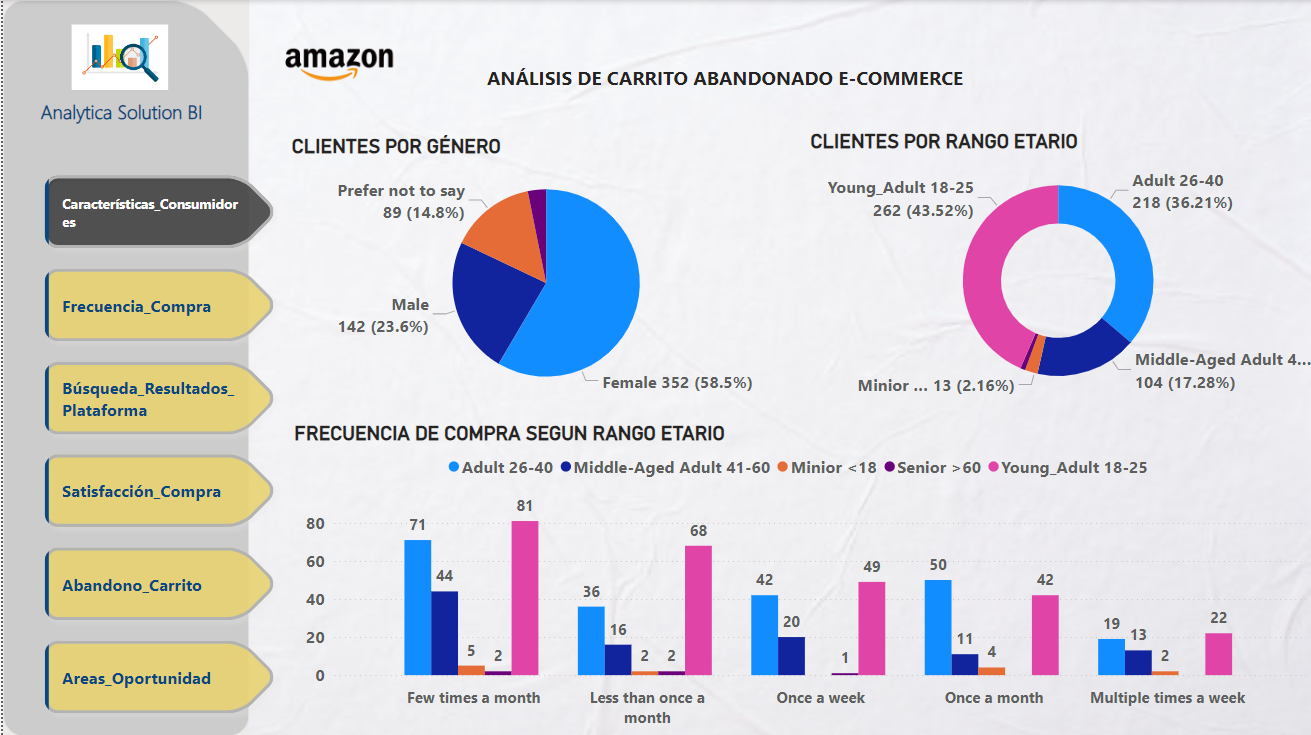 Analytica Solution BI
Características_Consumidor
es
Frecuencia_Compra
Búsqueda_Resultados_
Plataforma
Satisfacción_Compra
Abandono_Carrito
Areas_Oportunidad
amazon
ANÁLISIS DE CARRITO ABANDONADO E-COMMERCE
CLIENTES POR GÉNERO
Prefer not to say
89 (14.8%)
Male
142 (23.6%)
Female 352 (58.5%)
CLIENTES POR RANGO ETARIO
Young_Adult 18-25
262 (43.52%)
Adult 26-40
218 (36.21%)
Minior ... 13 (2.16%)
Middle-Aged Adult 4...
104 (17.28%)
FRECUENCIA DE COMPRA SEGUN RANGO ETARIO
Adult 26-40 Middle-Aged Adult 41-60 Minior <18 Senior >60 Young_Adult 18-25
80
60
40
20
0
71 44 5 2 81
36 16 2 2 68
42 20 1 49
50 11 4 42
19 13 2 22
Few times a month
Less than once a
month
Once a week
Once a month
Multiple times a week